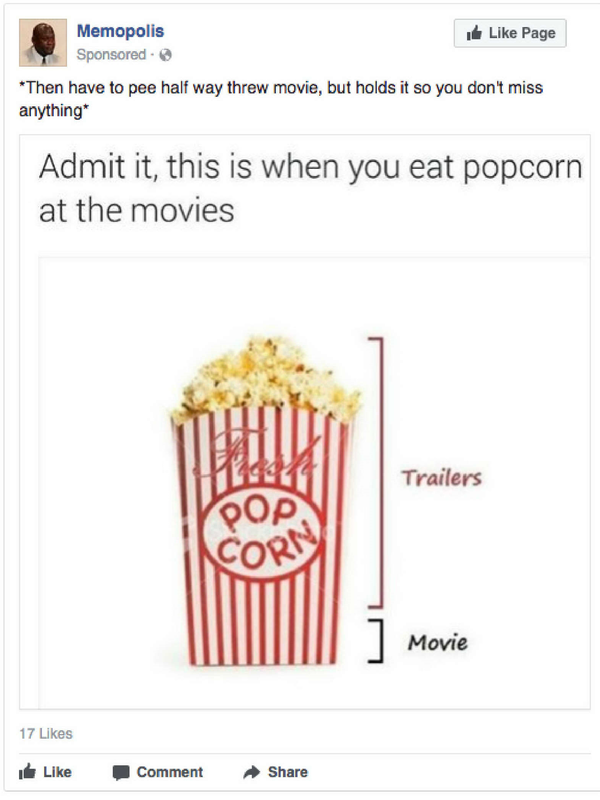 Memopolis
Like Page
Sponsored ·
*Then have to pee half way threw movie, but holds it so you don't miss
anything*
Admit it, this is when you eat popcorn
at the movies
Fresh
POP
CORN
Trailers
Movie
17 Likes
Like Comment Share